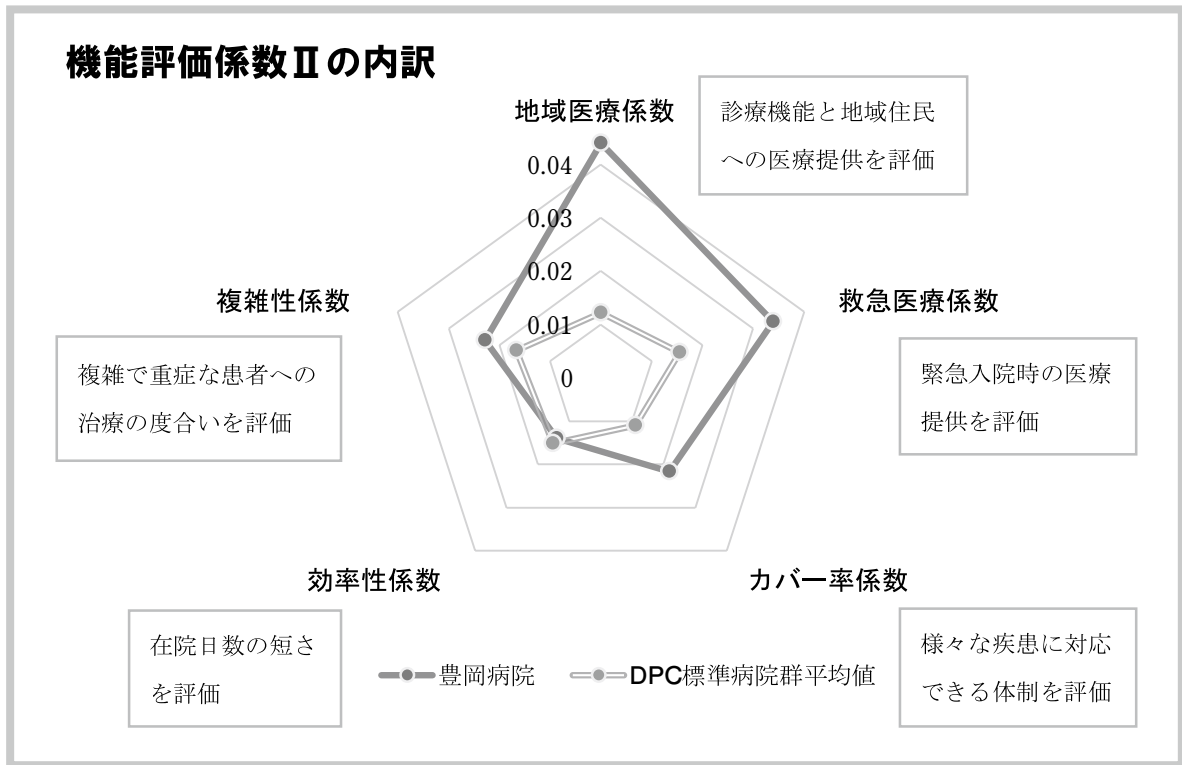 機能評価係数Ⅱの内訳
地域医療係数
診療機能と地域住民
への医療提供を評価
0.04
0.03
0.02
0.01
0
複雑性係数
救急医療係数
複雑で重症な患者への
治療の度合いを評価
緊急入院時の医療
提供を評価
効率性係数
カバー率係数
在院日数の短さ
を評価
豊岡病院
DPC標準病院群平均値
様々な疾患に対応
できる体制を評価